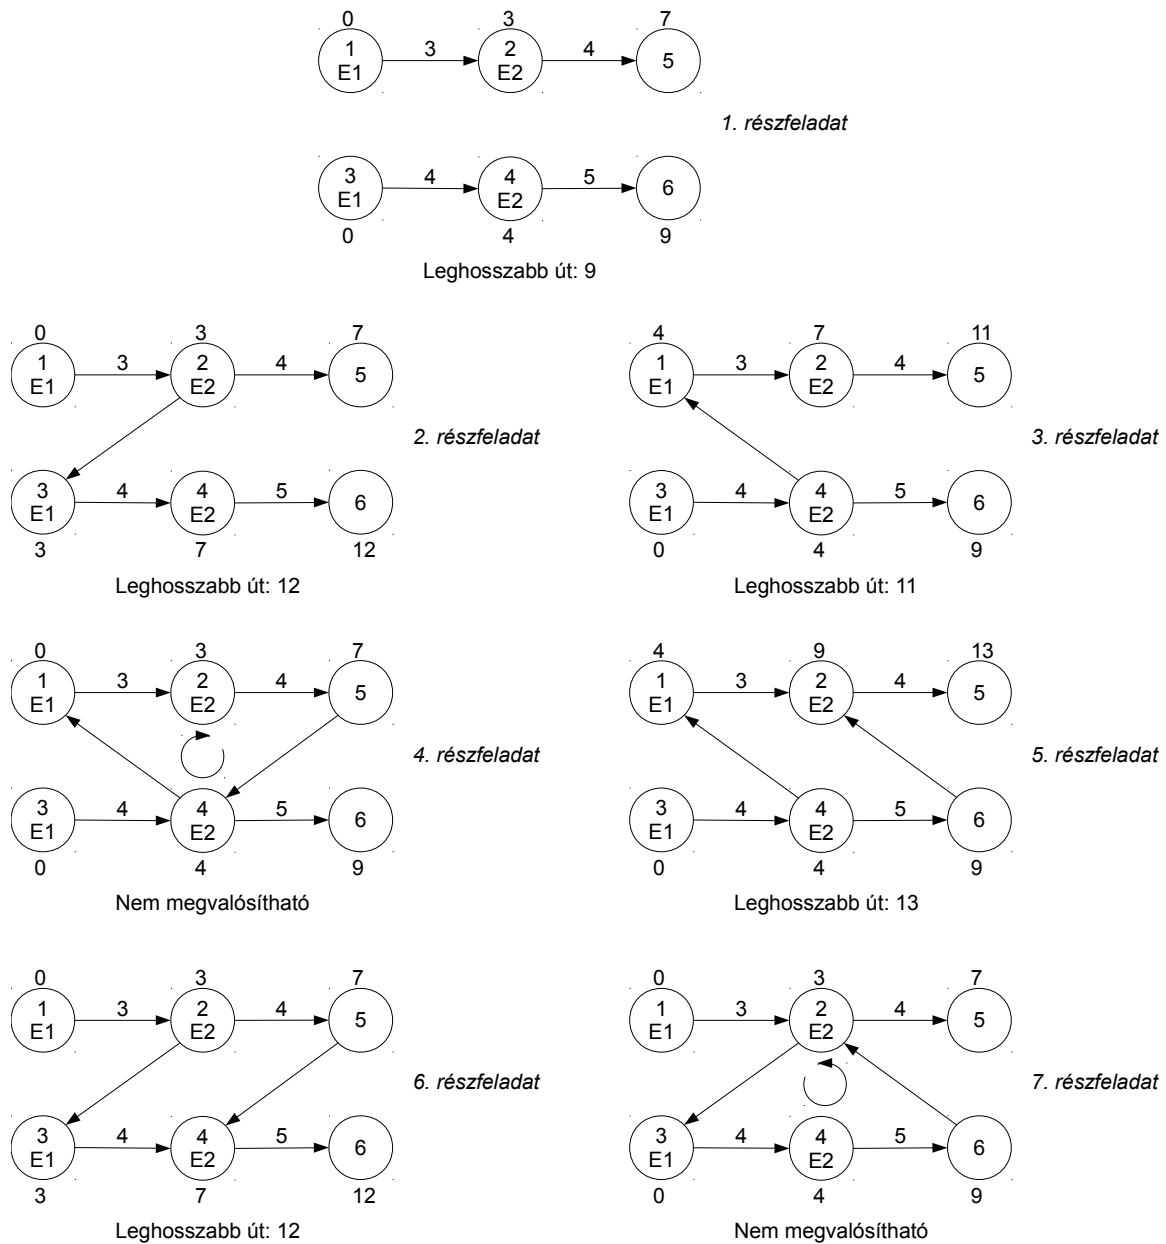 0 3 7
1 E1 3 2 E2 4 5
1. részfeladat
3 E1 4 4 E2 5 6
0 4 9
Leghosszabb út: 9
0 3 7
1 E1 3 2 E2 4 5
2. részfeladat
3 E1 4 4 E2 5 6
3 7 12
Leghosszabb út: 12
4 7 11
1 E1 3 2 E2 4 5
3. részfeladat
3 E1 4 4 E2 5 6
0 4 9
Leghosszabb út: 11
0 3 7
1 E1 3 2 E2 4 5
4. részfeladat
3 E1 4 4 E2 5 6
0 4 9
Nem megvalósítható
4 9 13
1 E1 3 2 E2 4 5
5. részfeladat
3 E1 4 4 E2 5 6
0 4 9
Leghosszabb út: 13
0 3 7
1 E1 3 2 E2 4 5
6. részfeladat
3 E1 4 4 E2 5 6
3 7 12
Leghosszabb út: 12
0 3 7
1 E1 3 2 E2 4 5
7. részfeladat
3 E1 4 4 E2 5 6
0 4 9
Nem megvalósítható